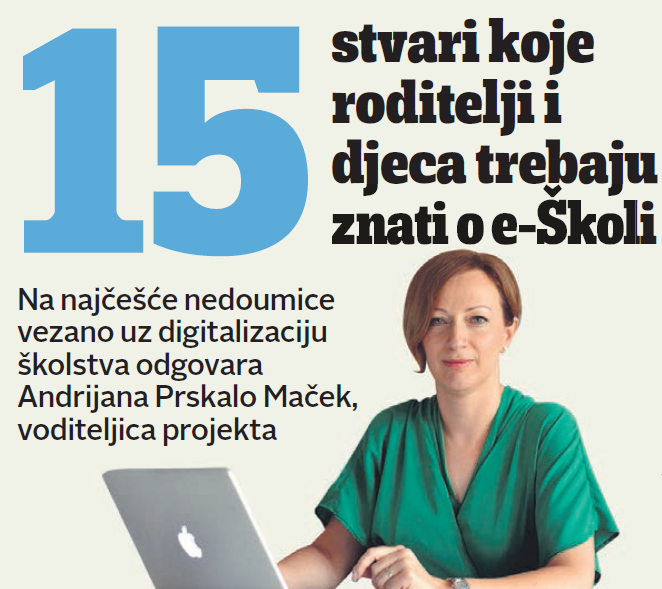 15
stvari koje
roditelji i
djeca trebaju
znati o e-Školi
Na najčešće nedoumice
vezano uz digitalizaciju
školstva odgovara
Andrijana Prskalo Maček,
voditeljica projekta